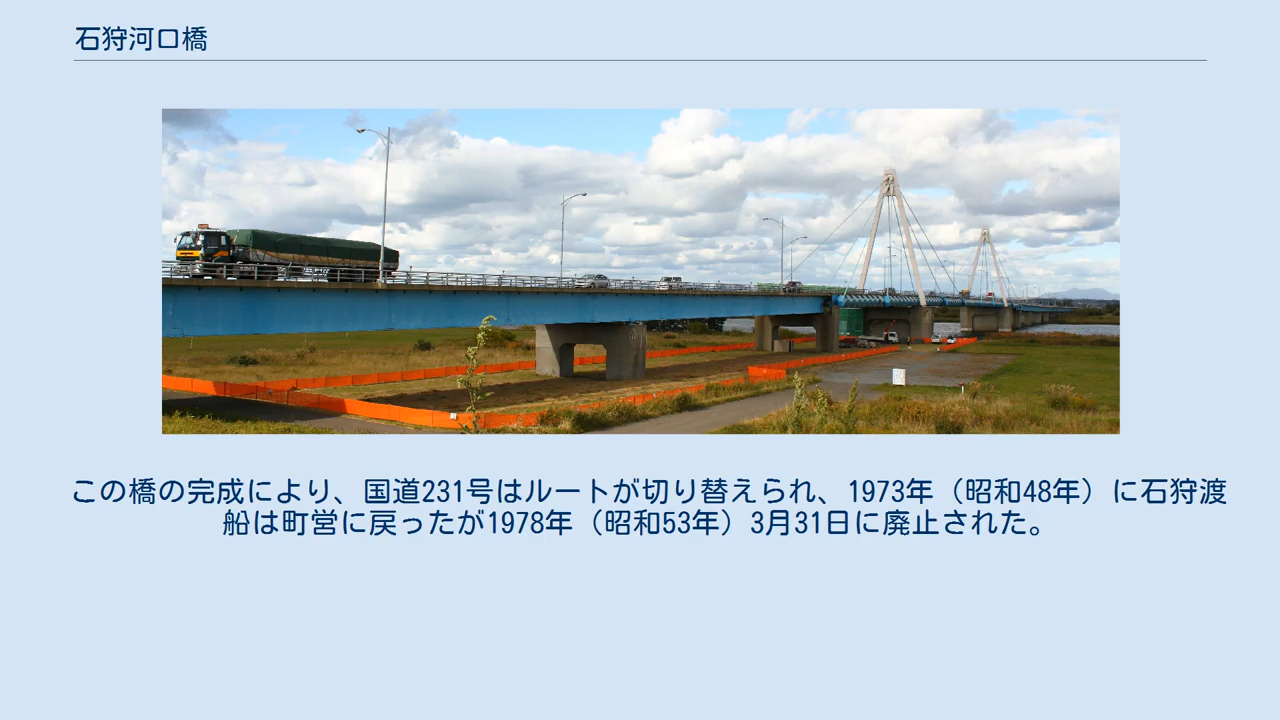 石狩河口橋
この橋の完成により、国道231号はルートが切り替えられ、1973年（昭和48年）に石狩渡
船は町営に戻ったが1978年（昭和53年）3月31日に廃止された。